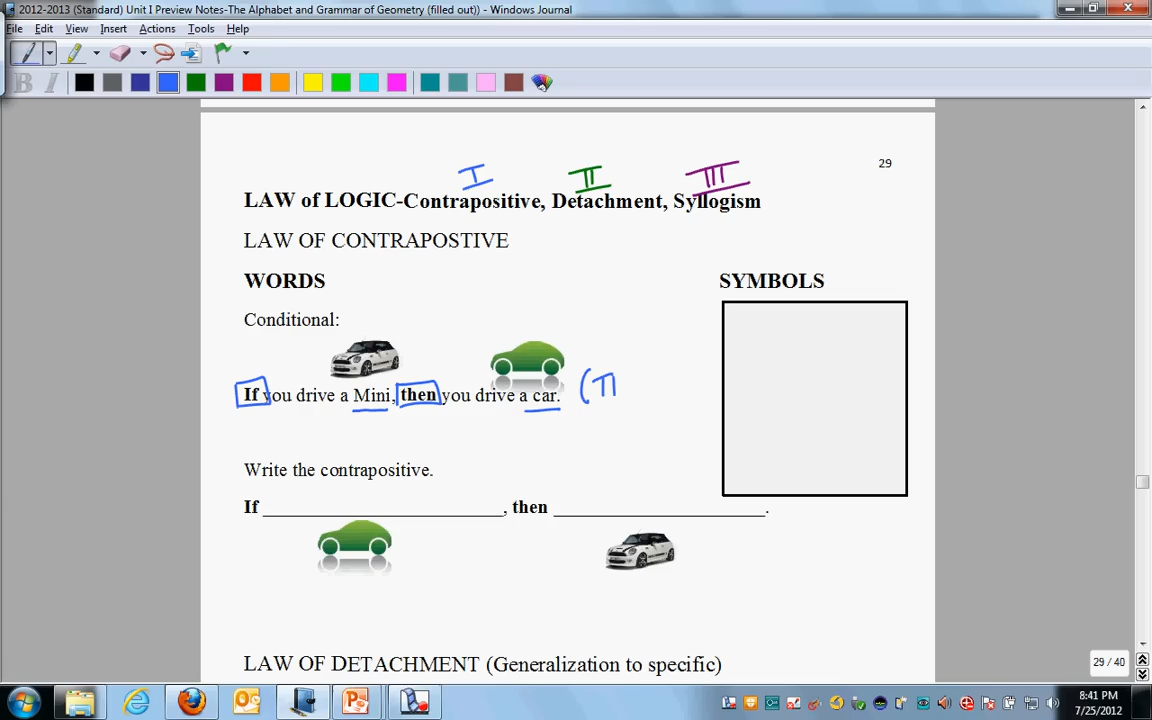 2012-2013 (Standard) Unit I Preview Notes-The Alphabet and Grammar of Geometry (filled out)) - Windows Journal
File Edit View Insert Actions Tools Help
B I
29
I II III
LAW of LOGIC-Contrapositive, Detachment, Syllogism
LAW OF CONTRAPOSTIVE
WORDS SYMBOLS
Conditional:
If you drive a Mini, then you drive a car. (T
Write the contrapositive.
If ________________________, then _____________________.
LAW OF DETACHMENT (Generalization to specific)
29 / 40
8:41 PM
7/25/2012